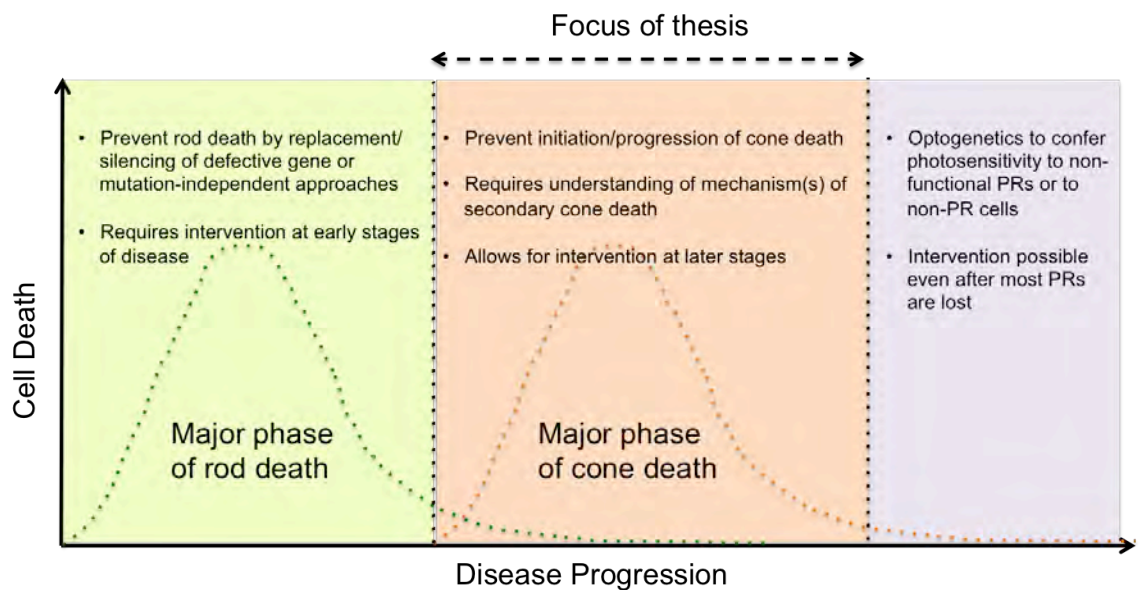 Focus of thesis
• Prevent rod death by replacement/
silencing of defective gene or
mutation-independent approaches
• Requires intervention at early stages
of disease
• Prevent initiation/progression of cone death
• Requires understanding of mechanism(s) of
secondary cone death
• Allows for intervention at later stages
• Optogenetics to confer
photosensitivity to non-
functional PRs or to
non-PR cells
• Intervention possible
even after most PRs
are lost
Cell Death
Major phase
of rod death
Major phase
of cone death
Disease Progression